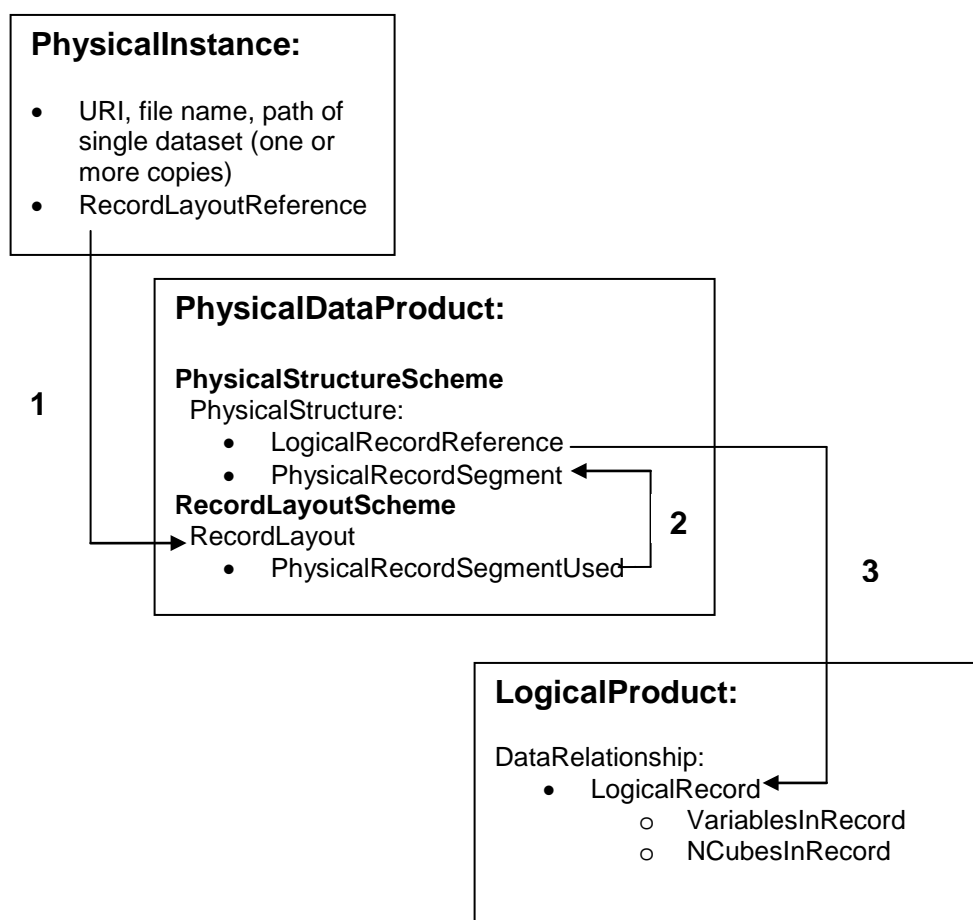 PhysicalInstance:
• URI, file name, path of
single dataset (one or
more copies)
• RecordLayoutReference
PhysicalDataProduct:
PhysicalStructureScheme
1
PhysicalStructure:
• LogicalRecordReference
• PhysicalRecordSegment
RecordLayoutScheme
2
RecordLayout
• PhysicalRecordSegmentUsed
3
LogicalProduct:
DataRelationship:
• LogicalRecord
o VariablesInRecord
o NCubesInRecord